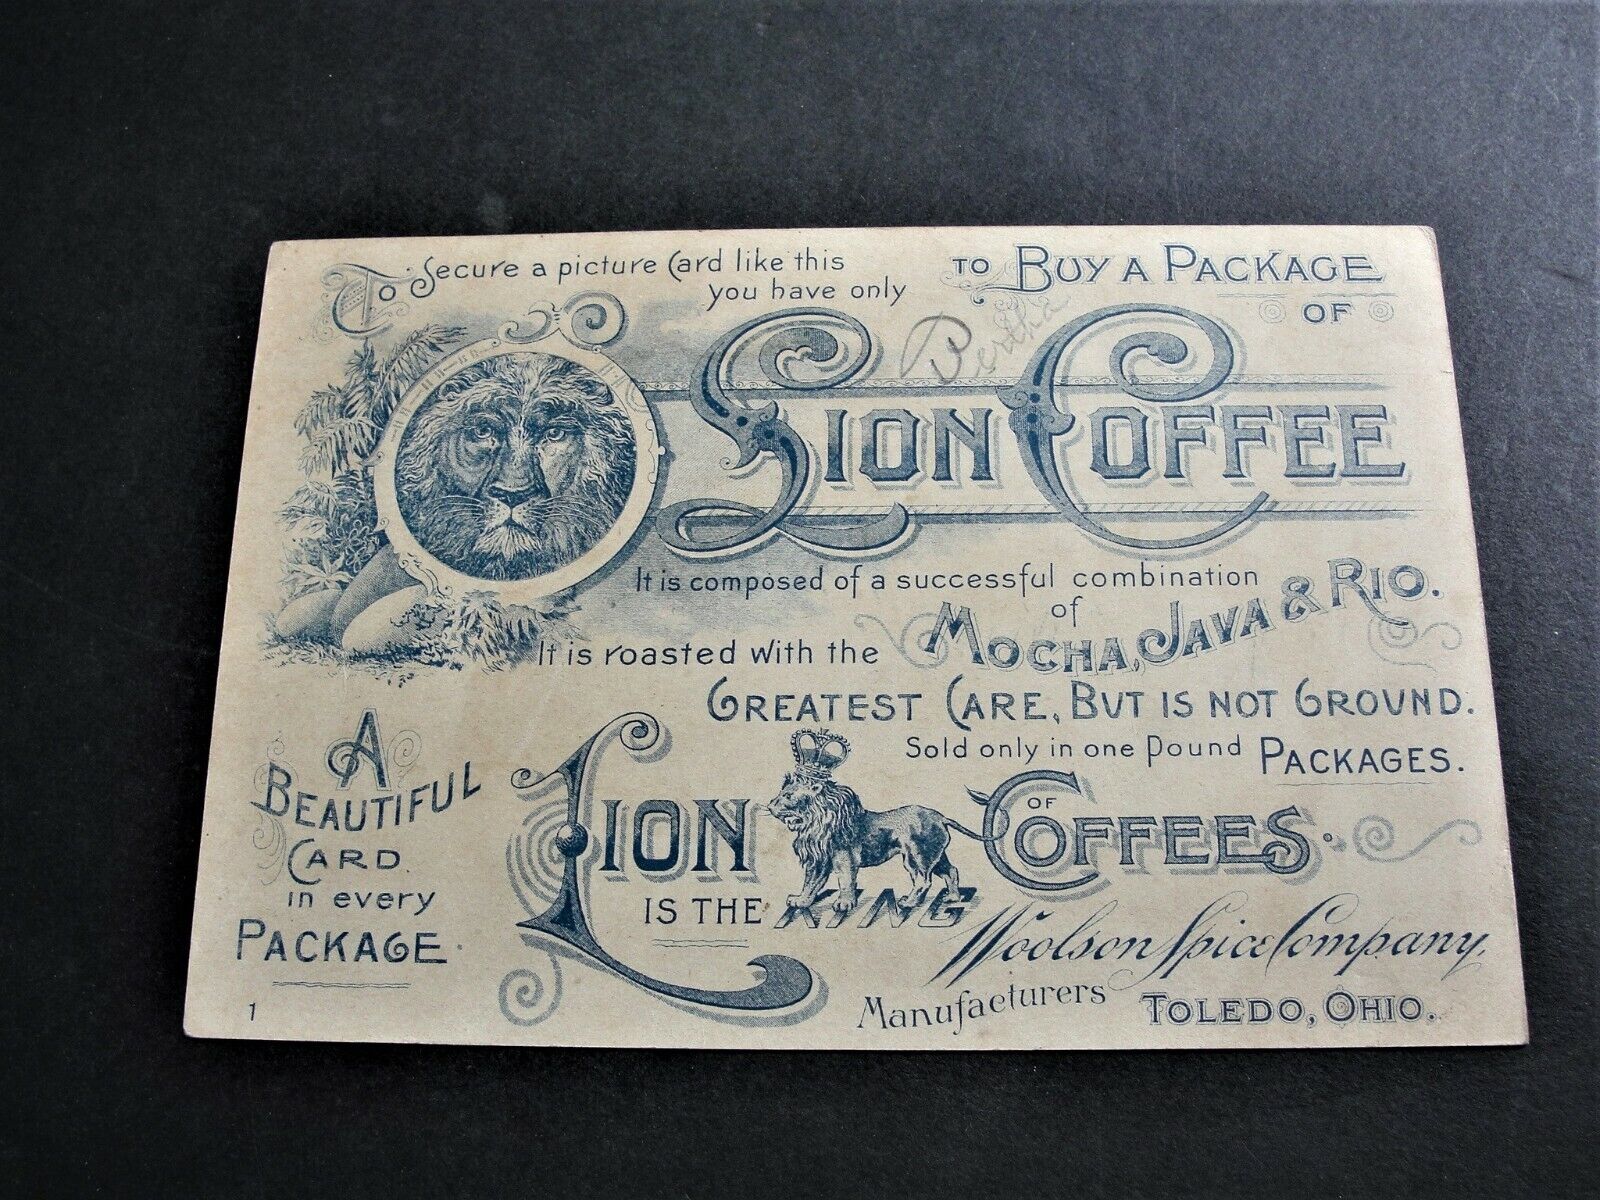 To Secure a picture Card like this
you have only
TO BUY A PACKAGE
OF
Bertha
LION COFFEE
It is composed of a successful combination
of
MOCHA, JAVA & RIO.
It is roasted with the
GREATEST CARE, BUT IS NOT GROUND.
Sold only in one pound PACKAGES.
A
BEAUTIFUL
CARD
in every
PACKAGE.
LION
IS THE KING
OF
COFFEES.
Woolson Spice Company,
Manufacturers TOLEDO, OHIO.
1